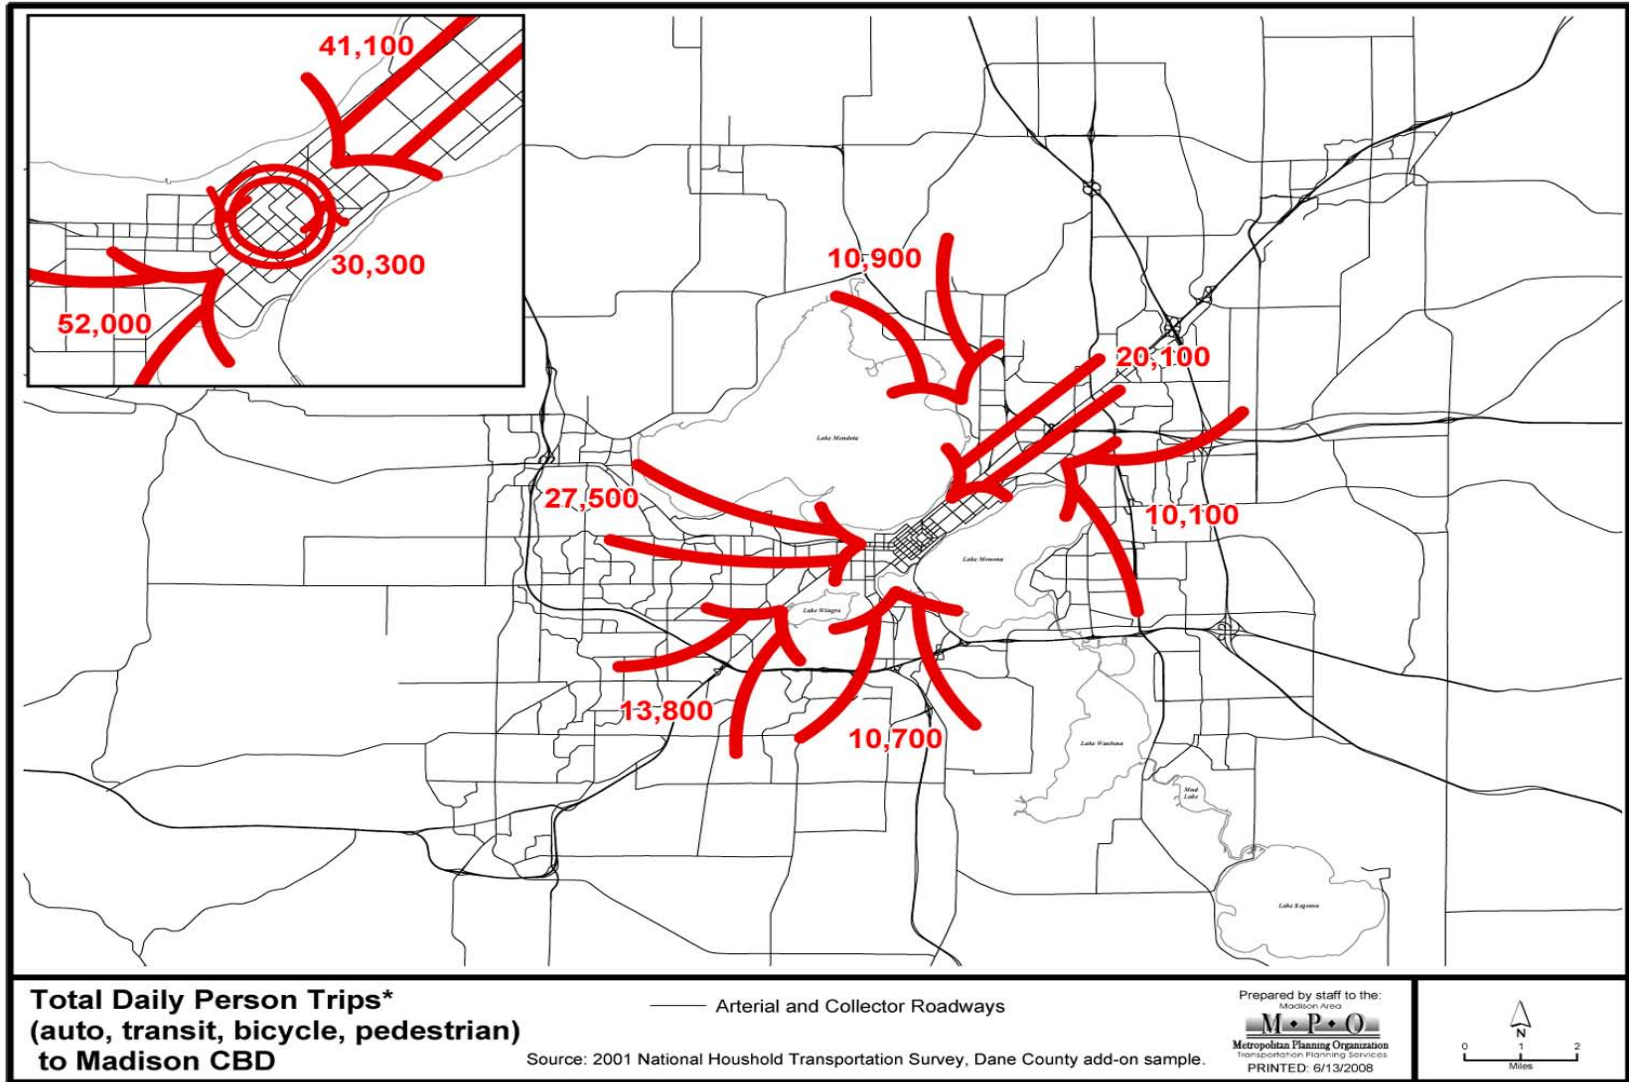 41,100
30,300
52,000
10,900
20,100
Lake Mendota
27,500
10,100
Lake Monona
Lake Wingra
13,800
10,700
Lake Waubesa
Mud
Lake
Lake Kegonsa
Total Daily Person Trips*
(auto, transit, bicycle, pedestrian)
to Madison CBD
Arterial and Collector Roadways
Source: 2001 National Houshold Transportation Survey, Dane County add-on sample.
Prepared by staff to the:
Madison Area
M • P • O
Metropolitan Planning Organization
Transportation Planning Services
PRINTED: 6/13/2008
N
0 1 2
Miles